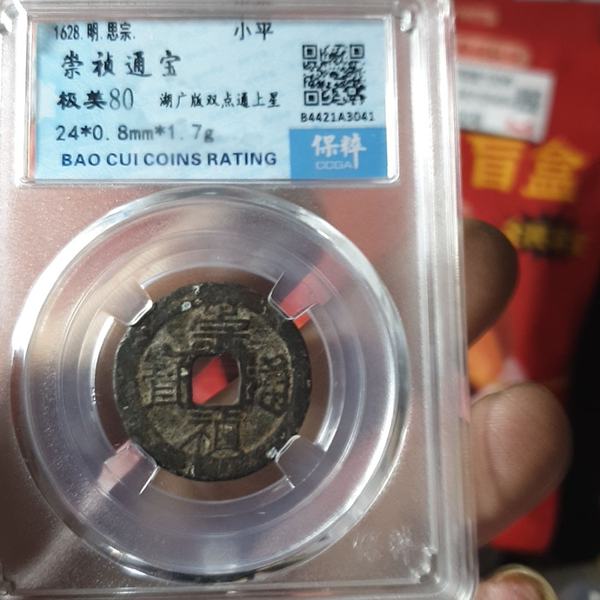 1628.明.思宗. 小平
崇祯通宝
极美80 湖广版双点通上星
24*0.8mm*1.7g
BAO CUI COINS RATING
B4421A3041
保粹
CCGA
崇
寶 通
禎
盲盒